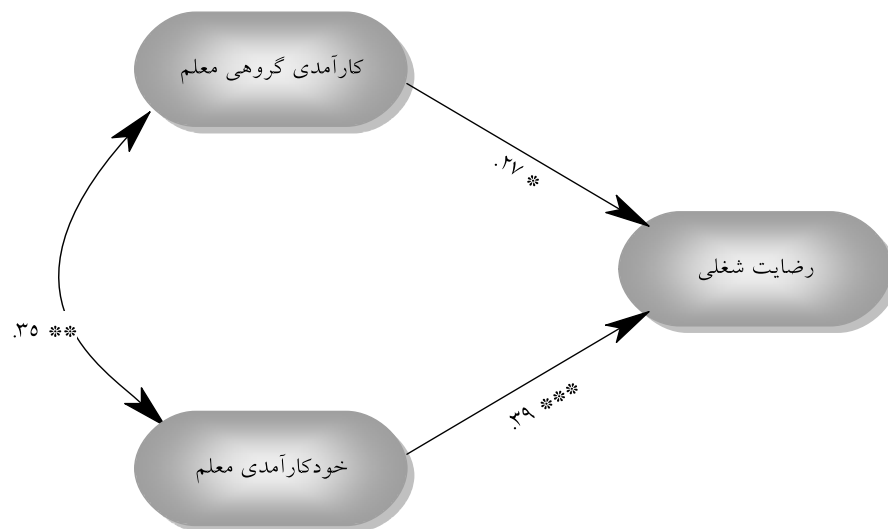 کارآمدی گروهی معلم
.۲۷ *
رضایت شغلی
.۳۵ **
.۳۹ ***
خودکارآمدی معلم